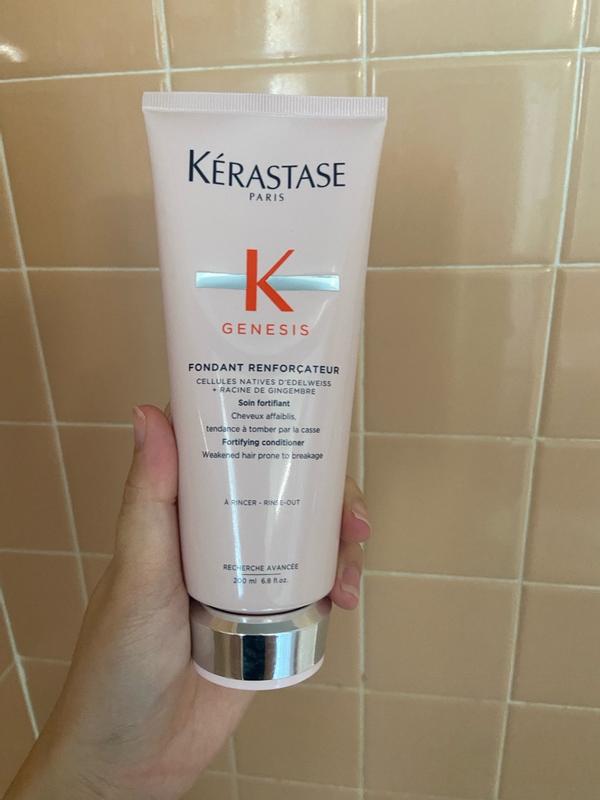 KÉRASTASE
PARIS
K
GENESIS
FONDANT RENFORÇATEUR
CELLULES NATIVES D'EDELWEISS
+ RACINE DE GINGEMBRE
Soin fortifiant
Cheveux affaiblis,
tendance à tomber par la casse
Fortifying conditioner
Weakened hair prone to breakage
À RINCER - RINSE-OUT
RECHERCHE AVANCÉE
200 ml 6.8 fl.oz.